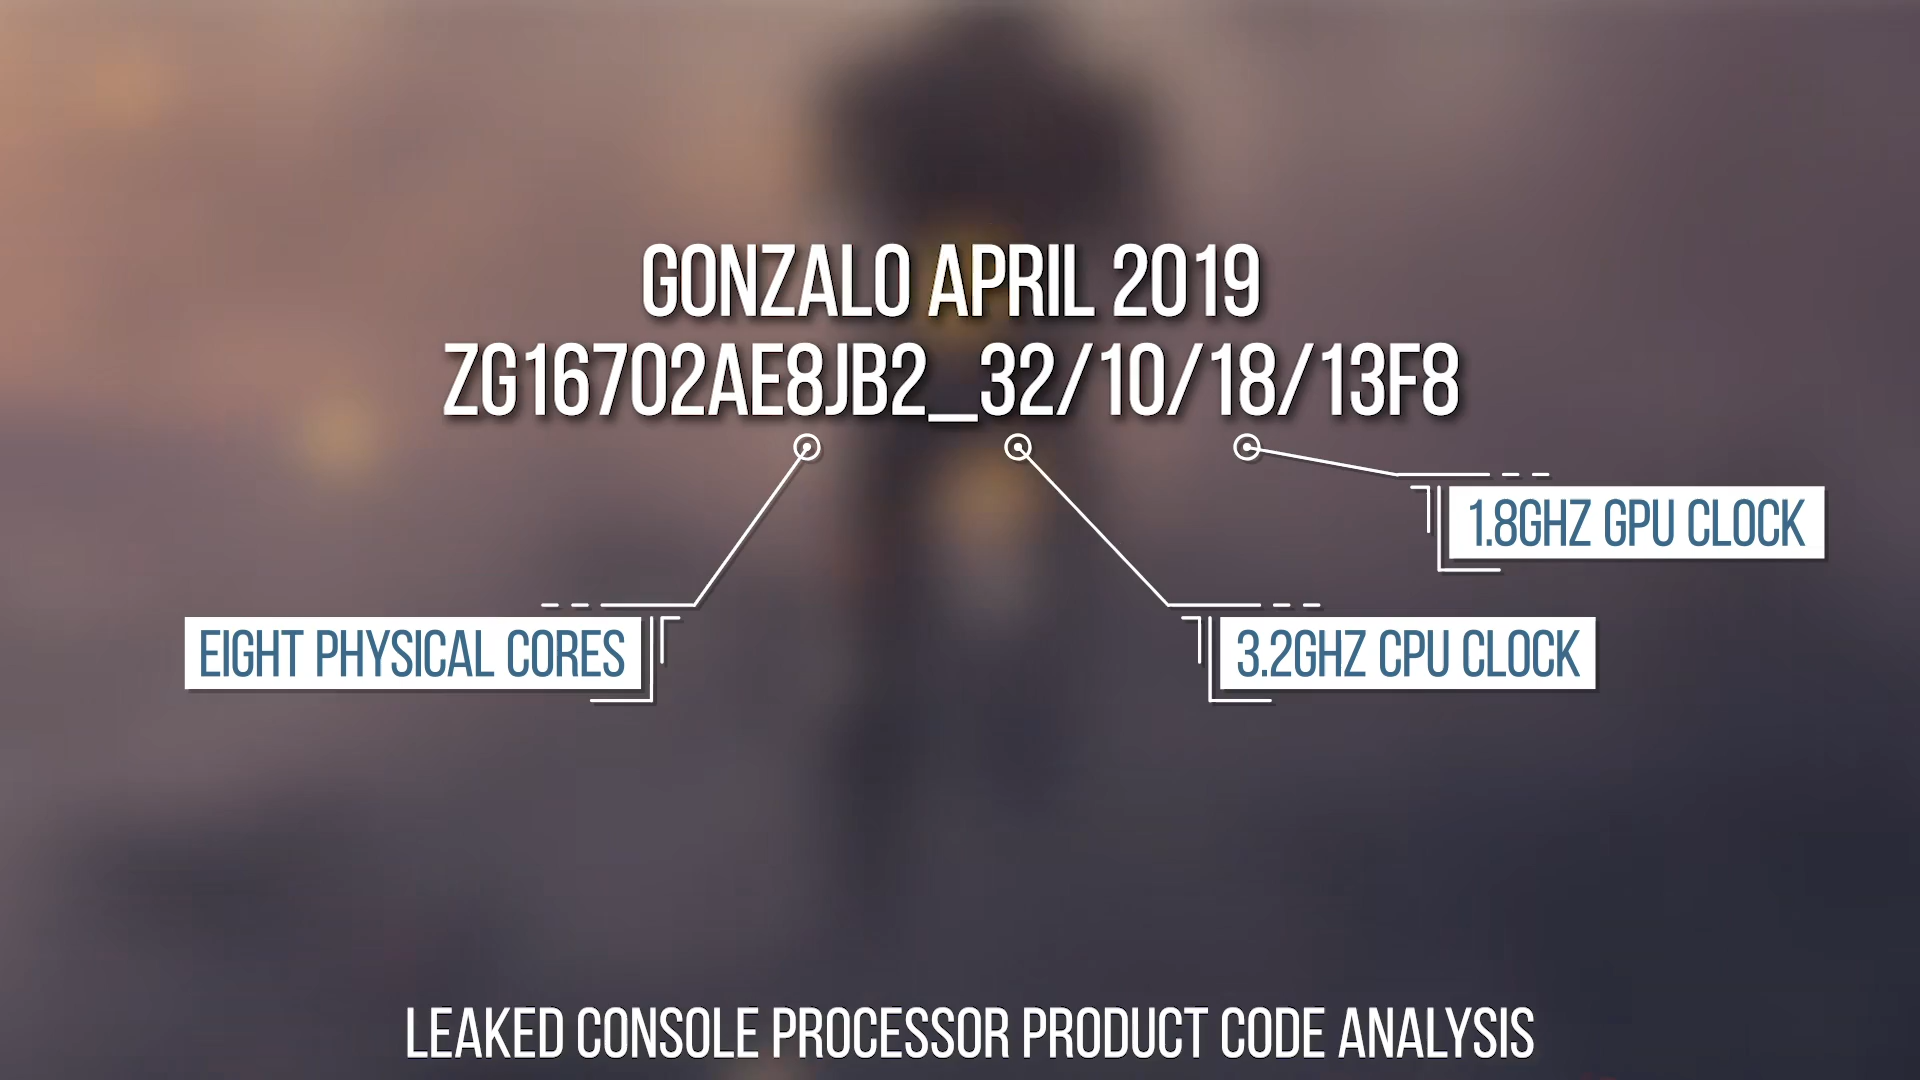 GONZALO APRIL 2019
ZG16702AE8JB2_32/10/18/13F8
1.8GHZ GPU CLOCK
EIGHT PHYSICAL CORES
3.2GHZ CPU CLOCK
LEAKED CONSOLE PROCESSOR PRODUCT CODE ANALYSIS